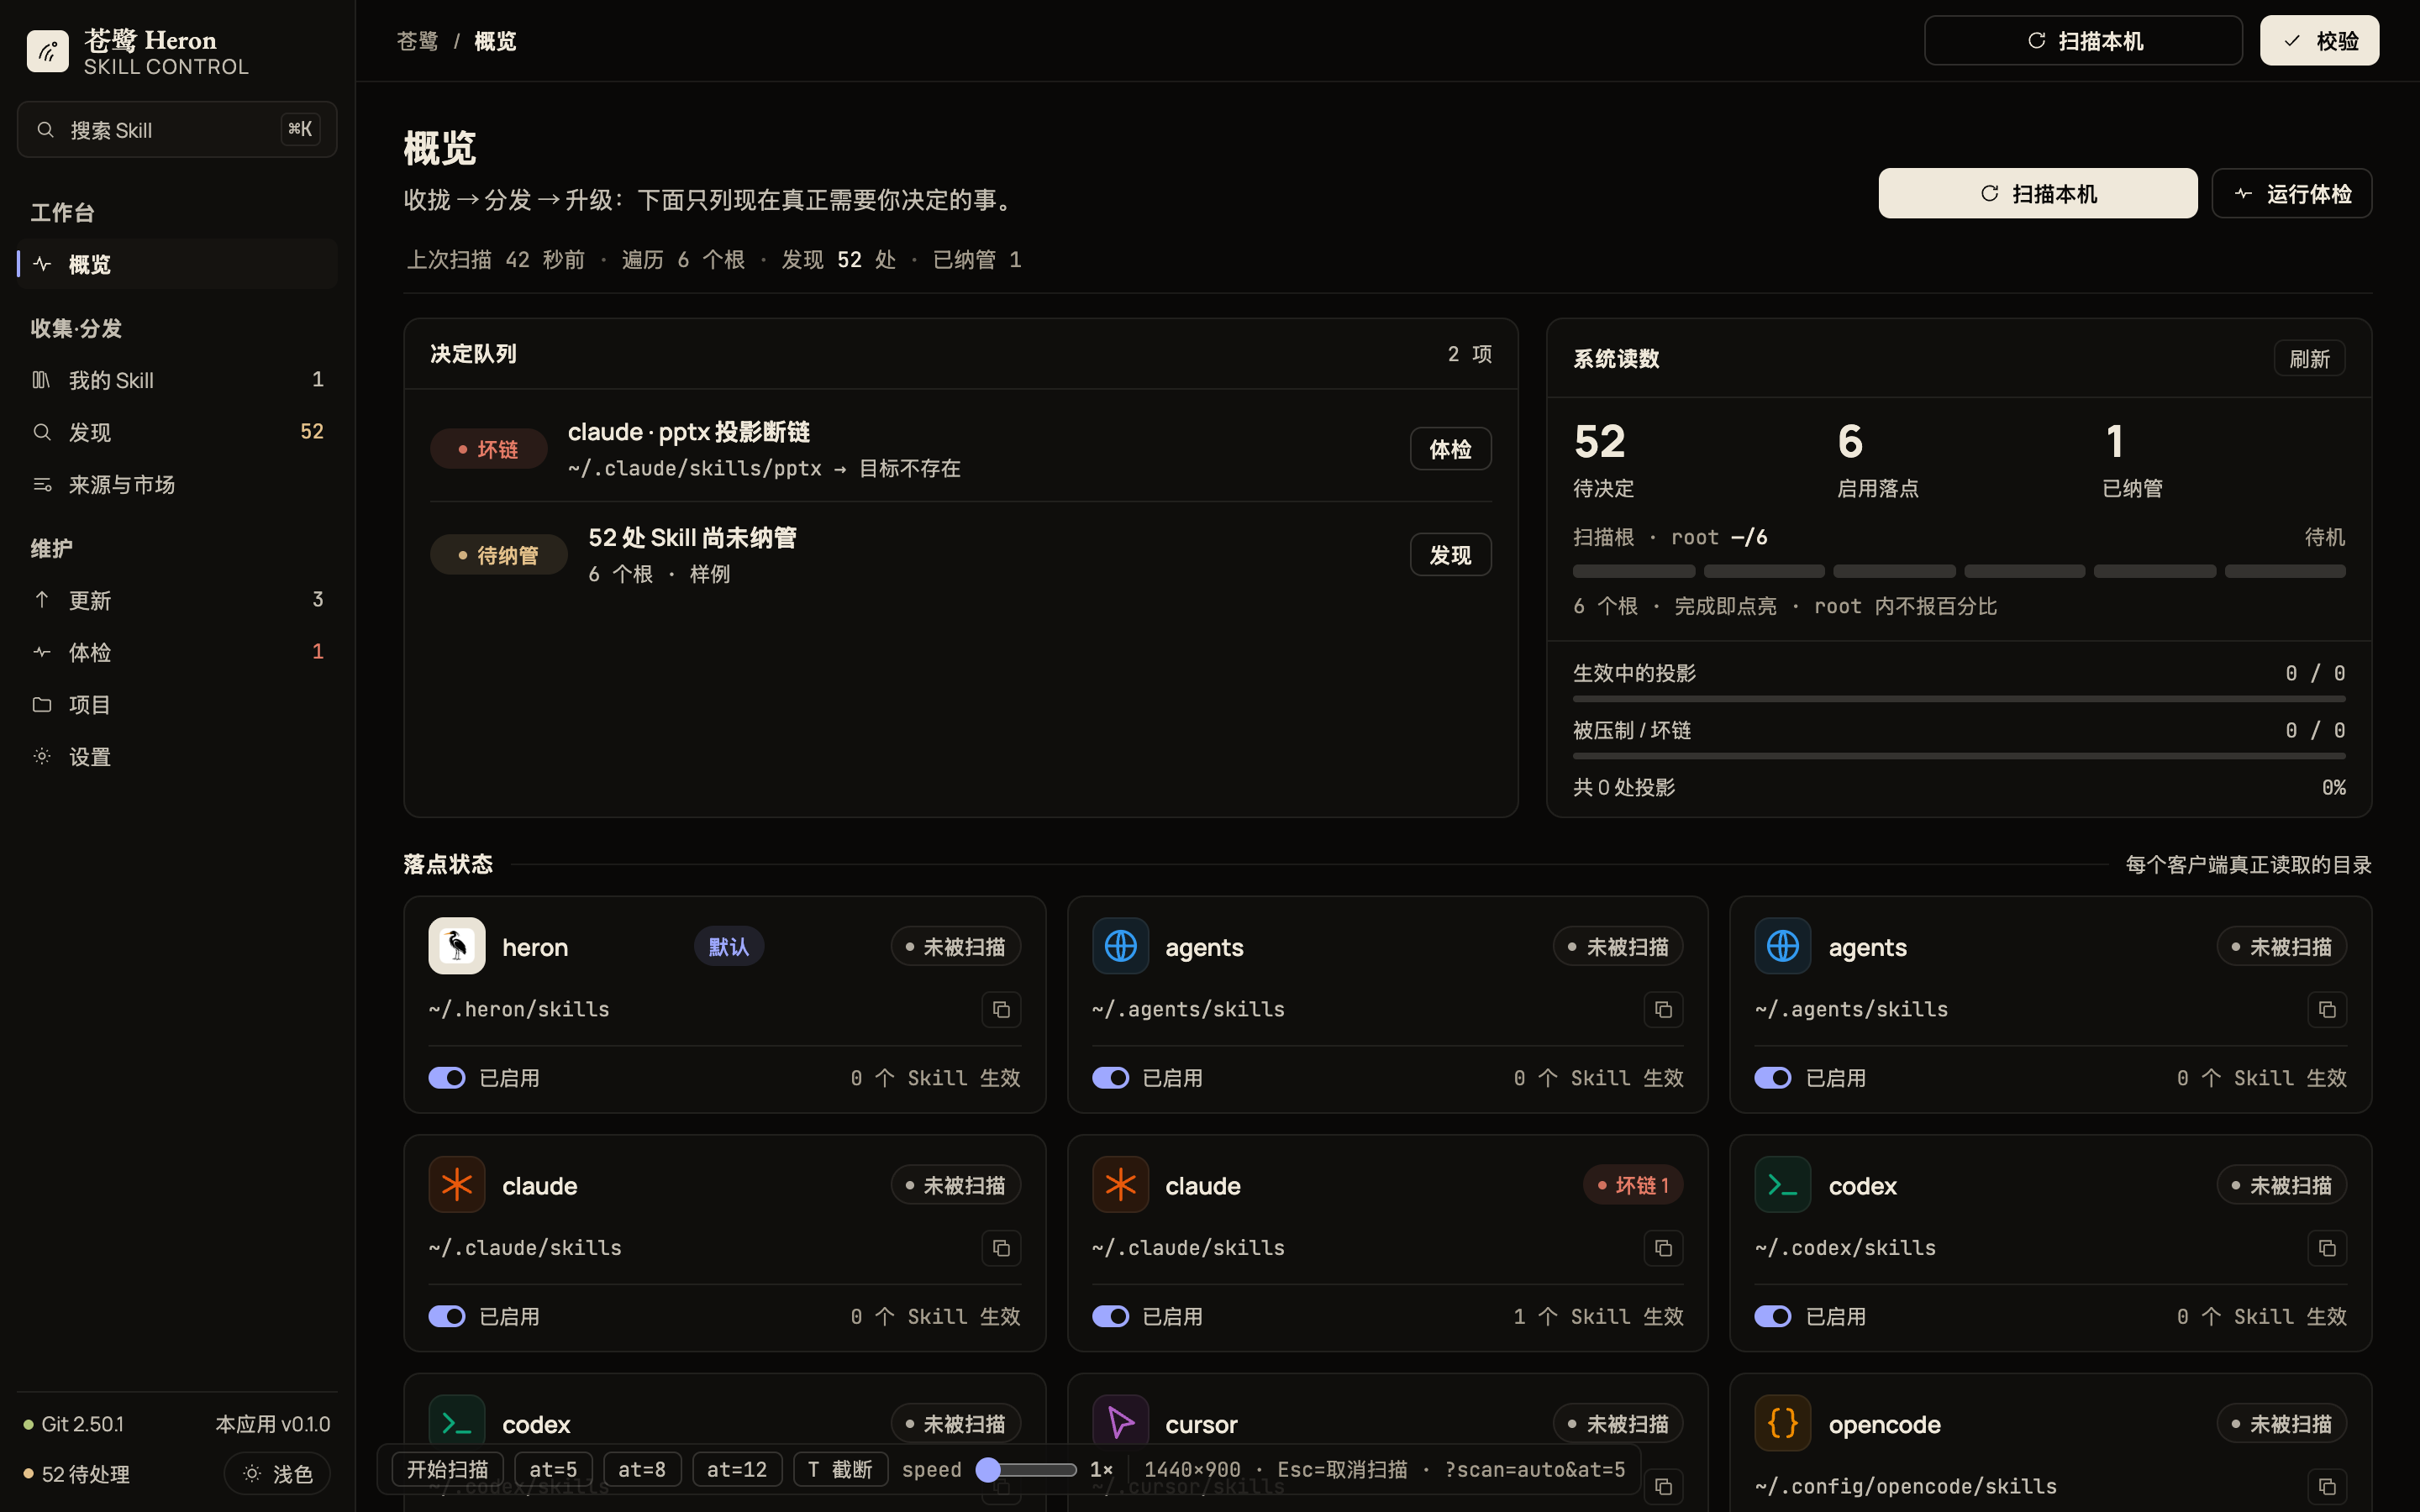 苍鹭 Heron
SKILL CONTROL
搜索 Skill ⌘K
工作台
概览
收集·分发
我的 Skill 1
发现 52
来源与市场
维护
更新 3
体检 1
项目
设置
Git 2.50.1 本应用 v0.1.0
52 待处理 浅色
苍鹭 / 概览 扫描本机 校验
概览
收拢 → 分发 → 升级：下面只列现在真正需要你决定的事。
扫描本机 运行体检
上次扫描 42 秒前 · 遍历 6 个根 · 发现 52 处 · 已纳管 1
决定队列 2 项
坏链 claude · pptx 投影断链
~/.claude/skills/pptx → 目标不存在
体检
待纳管 52 处 Skill 尚未纳管
6 个根 · 样例
发现
系统读数 刷新
52 6 1
待决定 启用落点 已纳管
扫描根 · root —/6 待机
6 个根 · 完成即点亮 · root 内不报百分比
生效中的投影 0 / 0
被压制 / 坏链 0 / 0
共 0 处投影 0%
落点状态 每个客户端真正读取的目录
heron 默认 未被扫描
~/.heron/skills
已启用 0 个 Skill 生效
agents 未被扫描
~/.agents/skills
已启用 0 个 Skill 生效
agents 未被扫描
~/.agents/skills
已启用 0 个 Skill 生效
claude 未被扫描
~/.claude/skills
已启用 0 个 Skill 生效
claude 坏链 1
~/.claude/skills
已启用 1 个 Skill 生效
codex 未被扫描
~/.codex/skills
已启用 0 个 Skill 生效
codex 未被扫描
~/.codex/skills
cursor 未被扫描
~/.cursor/skills
opencode 未被扫描
~/.config/opencode/skills
开始扫描 at=5 at=8 at=12 T 截断 speed 1× 1440×900 · Esc=取消扫描 · ?scan=auto&at=5